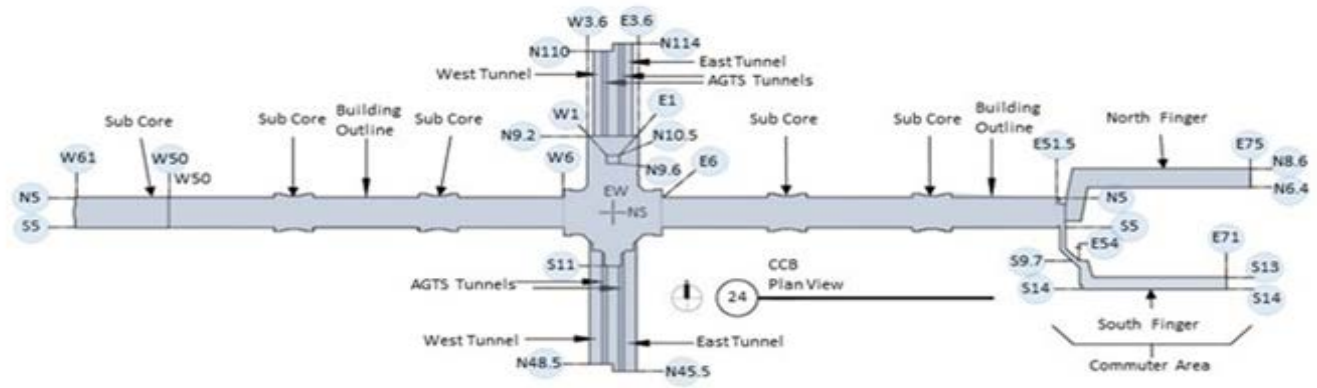 W3.6
E3.6
N110
N114
East Tunnel
West Tunnel
AGTS Tunnels
E1
W1
Sub Core
Sub Core
Building
Outline
Sub Core
Sub Core
Sub Core
Building
Outline
North Finger
N9.2
N10.5
E51.5
E75
W61
W50
W50
W6
N9.6
E6
N8.6
N6.4
N5
EW
NS
N5
S5
S5
E54
E71
S11
CCB
Plan View
24
S9.7
S13
AGTS Tunnels
S14
S14
South Finger
West Tunnel
East Tunnel
Commuter Area
N48.5
N45.5